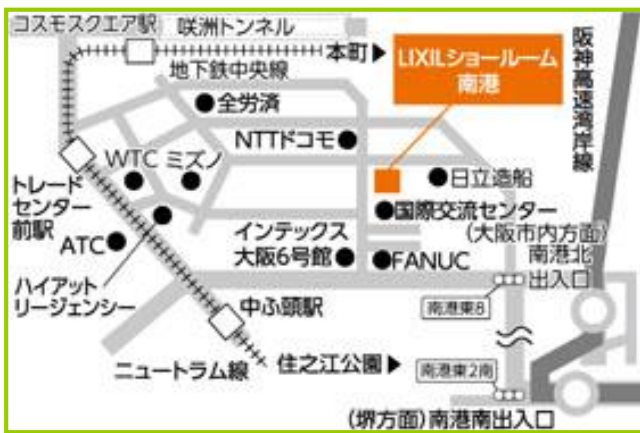 コスモスクエア駅
咲洲トンネル
本町▶
地下鉄中央線
LIXILショールーム
南港
阪神高速湾岸線
全労済
NTTドコモ
WTC
ミズノ
日立造船
トレード
センター
前駅
国際交流センター
(大阪市内方面)
南港北
出入口
ATC
インテックス
大阪6号館
FANUC
ハイアット
リージェンシー
中ふ頭駅
南港東8
ニュートラム線
住之江公園▶
南港東2南
(堺方面)南港南出入口